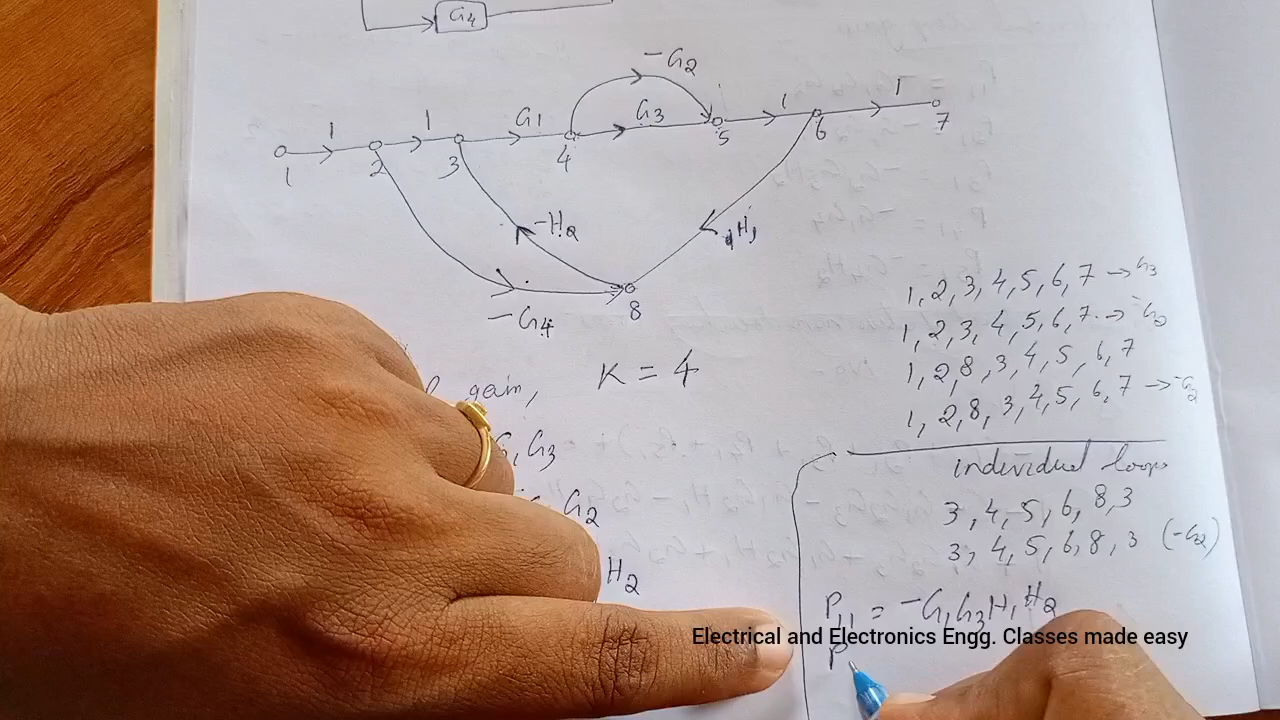 G4
-G2
1
1
G1
G3
1
1
1
2
3
4
5
6
7
-H2
H1
8
-G4
K = 4
gain,
1, 2, 3, 4, 5, 6, 7 → G3
1, 2, 3, 4, 5, 6, 7 → -G2
1, 2, 8, 3, 4, 5, 6, 7
1, 2, 8, 3, 4, 5, 6, 7 → -G2
G1G3
G2
H2
individual loops
3, 4, 5, 6, 8, 3
3, 4, 5, 6, 8, 3 (-G2)
P11 = -G1G3H1H2
P
Electrical and Electronics Engg. Classes made easy